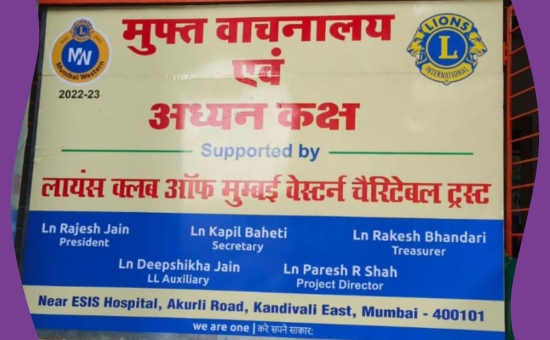 मुफ्त वाचनालय
एवं
अध्यन कक्ष
LIONS
L
INTERNATIONAL
MW
Mumbai Western
2022-23
Supported by
लायंस क्लब ऑफ मुम्बई वेस्टर्न चैरिटेबल ट्रस्ट
Ln Rajesh Jain
President
Ln Kapil Baheti
Secretary
Ln Rakesh Bhandari
Treasurer
Ln Deepshikha Jain
LL Auxiliary
Ln Paresh R Shah
Project Director
Near ESIS Hospital, Akurli Road, Kandivali East, Mumbai - 400101
we are one | करे सपने साकार: